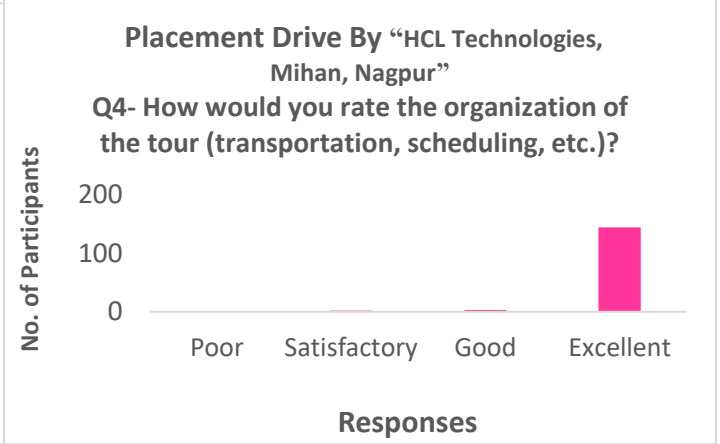 Placement Drive By “HCL Technologies,
Mihan, Nagpur”
Q4- How would you rate the organization of
the tour (transportation, scheduling, etc.)?
No. of Participants
200
100
0
Poor Satisfactory Good Excellent
Responses